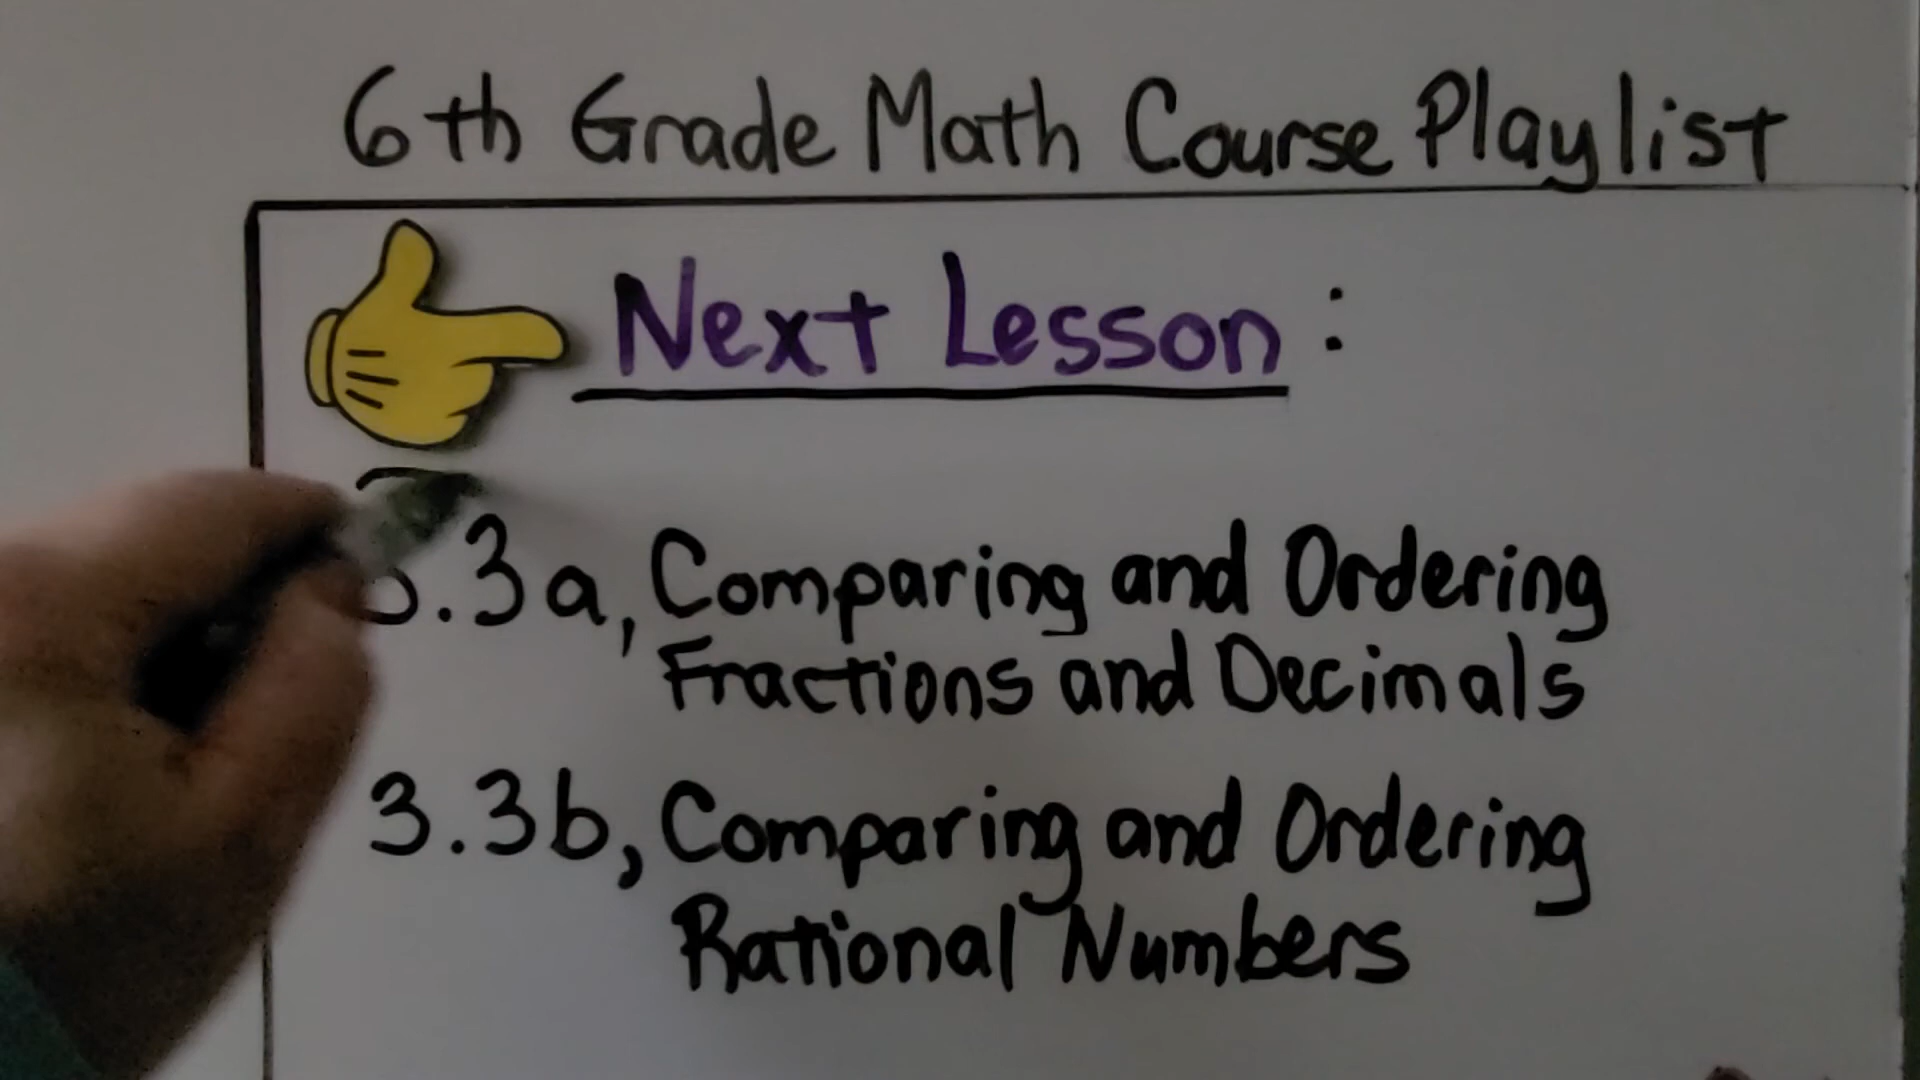 6th Grade Math Course Playlist
Next Lesson:
3.3a, Comparing and Ordering
Fractions and Decimals
3.3b, Comparing and Ordering
Rational Numbers